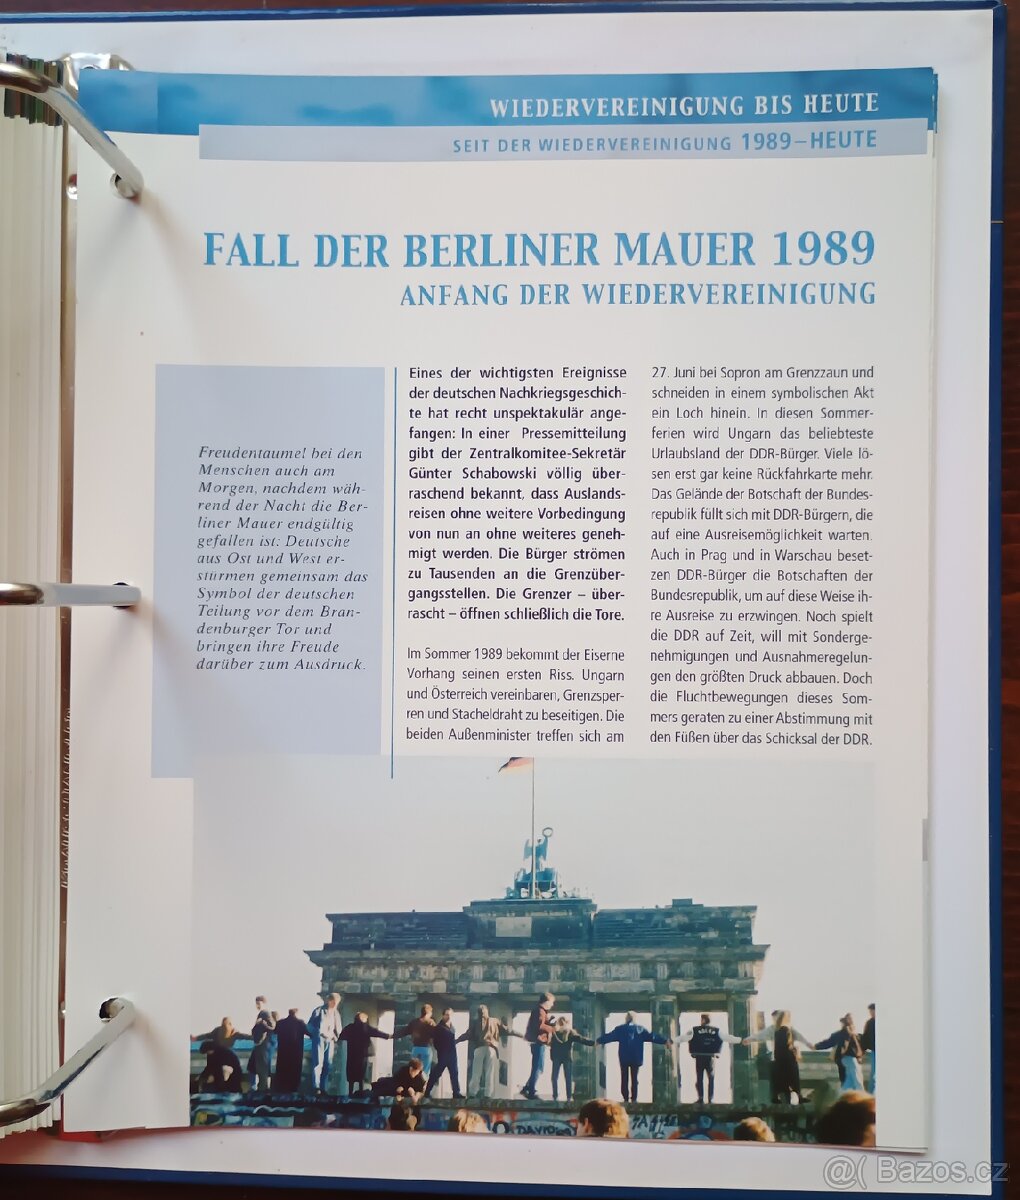 WIEDERVEREINIGUNG BIS HEUTE
SEIT DER WIEDERVEREINIGUNG 1989–HEUTE
FALL DER BERLINER MAUER 1989
ANFANG DER WIEDERVEREINIGUNG
Freudentaumel bei den
Menschen auch am
Morgen, nachdem wäh-
rend der Nacht die Ber-
liner Mauer endgültig
gefallen ist: Deutsche
aus Ost und West er-
stürmen gemeinsam das
Symbol der deutschen
Teilung vor dem Bran-
denburger Tor und
bringen ihre Freude
darüber zum Ausdruck.
Eines der wichtigsten Ereignisse
der deutschen Nachkriegsgeschich-
te hat recht unspektakulär ange-
fangen: In einer Pressemitteilung
gibt der Zentralkomitee-Sekretär
Günter Schabowski völlig über-
raschend bekannt, dass Auslands-
reisen ohne weitere Vorbedingung
von nun an ohne weiteres geneh-
migt werden. Die Bürger strömen
zu Tausenden an die Grenzüber-
gangsstellen. Die Grenzer – über-
rascht – öffnen schließlich die Tore.
Im Sommer 1989 bekommt der Eiserne
Vorhang seinen ersten Riss. Ungarn
und Österreich vereinbaren, Grenzsper-
ren und Stacheldraht zu beseitigen. Die
beiden Außenminister treffen sich am
27. Juni bei Sopron am Grenzzaun und
schneiden in einem symbolischen Akt
ein Loch hinein. In diesen Sommer-
ferien wird Ungarn das beliebteste
Urlaubsland der DDR-Bürger. Viele lö-
sen erst gar keine Rückfahrkarte mehr.
Das Gelände der Botschaft der Bundes-
republik füllt sich mit DDR-Bürgern, die
auf eine Ausreisemöglichkeit warten.
Auch in Prag und in Warschau beset-
zen DDR-Bürger die Botschaften der
Bundesrepublik, um auf diese Weise ih-
re Ausreise zu erzwingen. Noch spielt
die DDR auf Zeit, will mit Sonderge-
nehmigungen und Ausnahmeregelun-
gen den größten Druck abbauen. Doch
die Fluchtbewegungen dieses Som-
mers geraten zu einer Abstimmung mit
den Füßen über das Schicksal der DDR.
DAVID
@( Bazos.cz